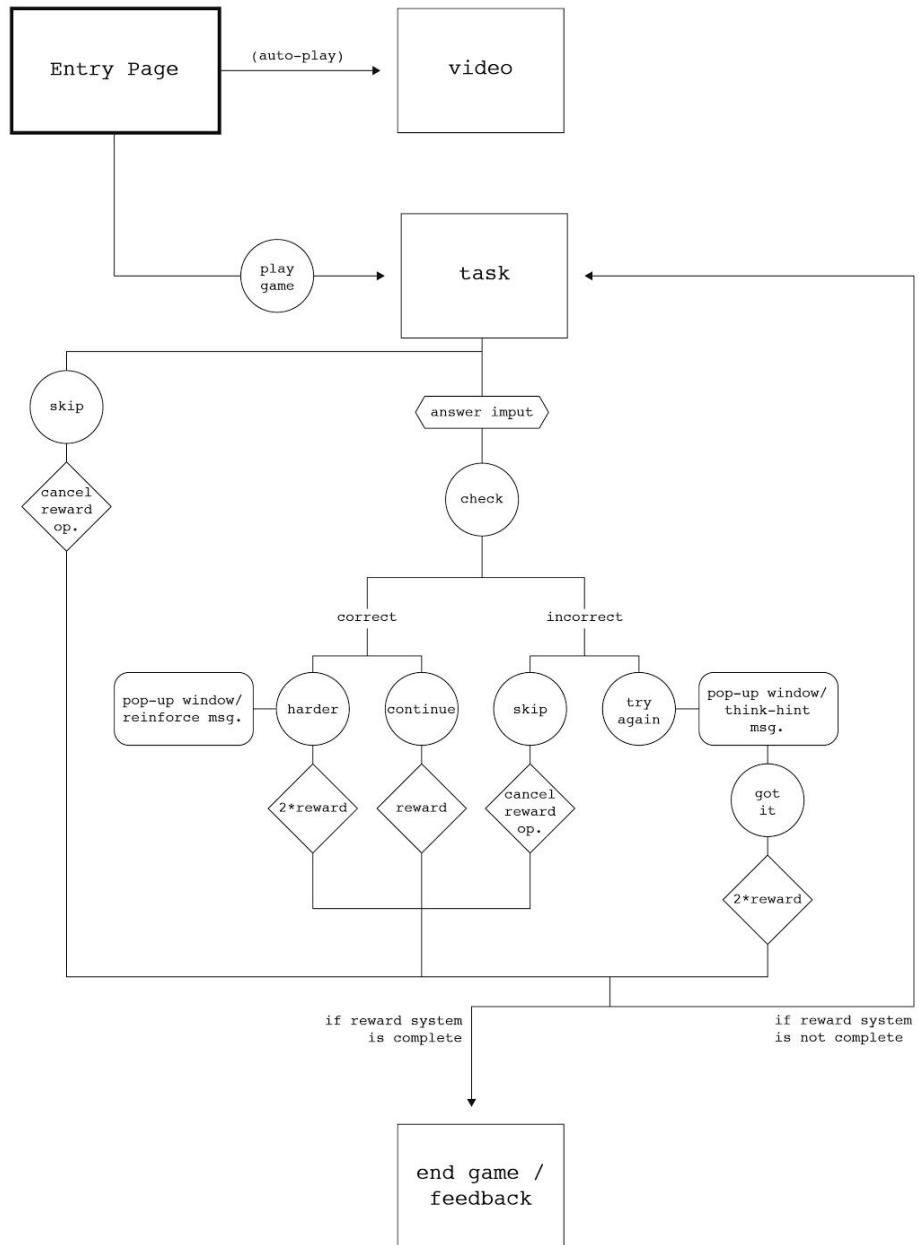 Entry Page
(auto-play)
video
play
game
task
skip
answer imput
cancel
reward
op.
check
correct
incorrect
pop-up window/
reinforce msg.
harder
continue
skip
try
again
pop-up window/
think-hint
msg.
2*reward
reward
cancel
reward
op.
got
it
2*reward
if reward system
is complete
if reward system
is not complete
end game /
feedback